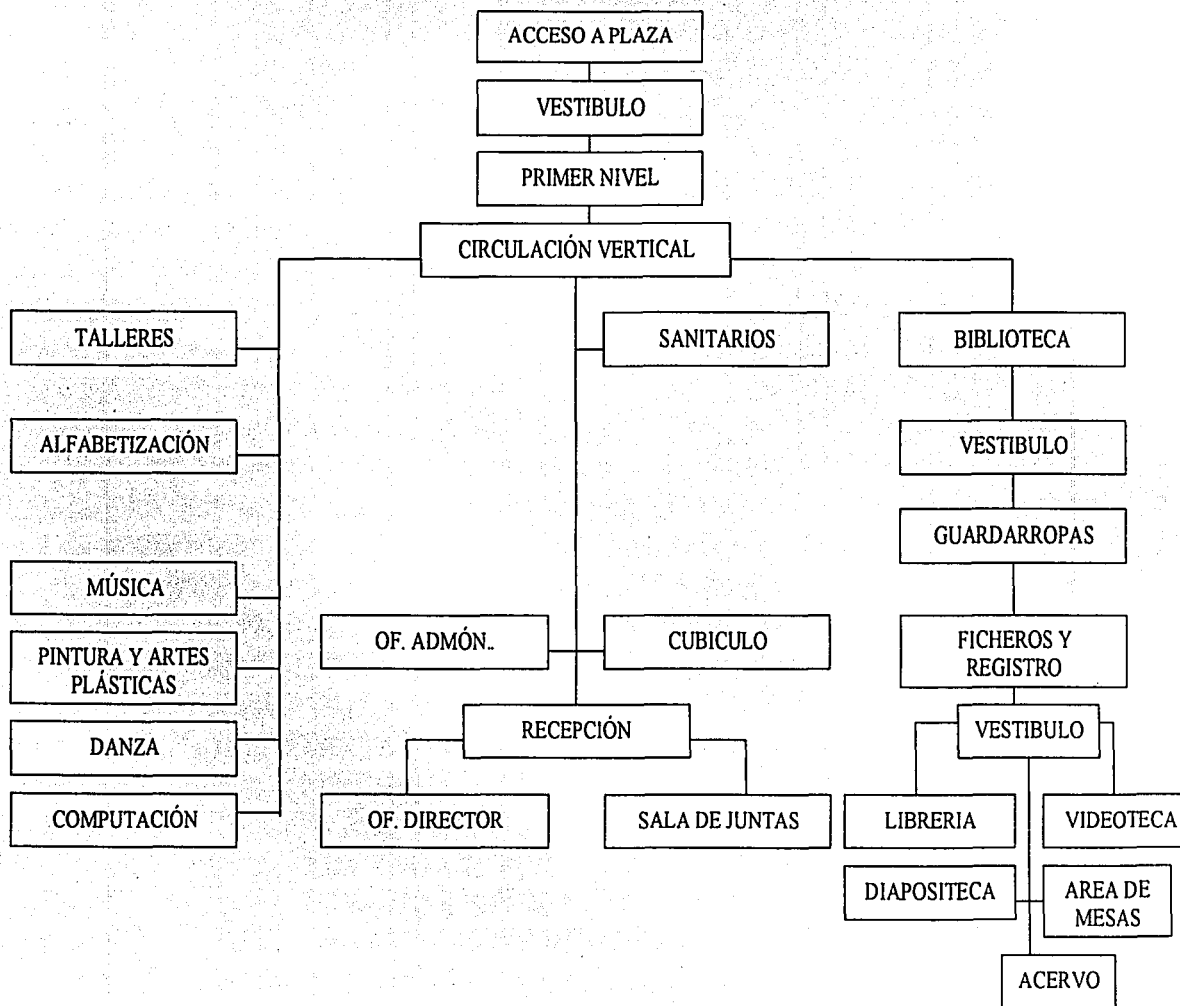 ACCESO A PLAZA
VESTIBULO
PRIMER NIVEL
CIRCULACIÓN VERTICAL
TALLERES
SANITARIOS
BIBLIOTECA
ALFABETIZACIÓN
VESTIBULO
GUARDARROPAS
MÚSICA
OF. ADMÓN..
CUBICULO
FICHEROS Y
REGISTRO
PINTURA Y ARTES
PLÁSTICAS
RECEPCIÓN
VESTIBULO
DANZA
COMPUTACIÓN
OF. DIRECTOR
SALA DE JUNTAS
LIBRERIA
VIDEOTECA
DIAPOSITECA
AREA DE
MESAS
ACERVO